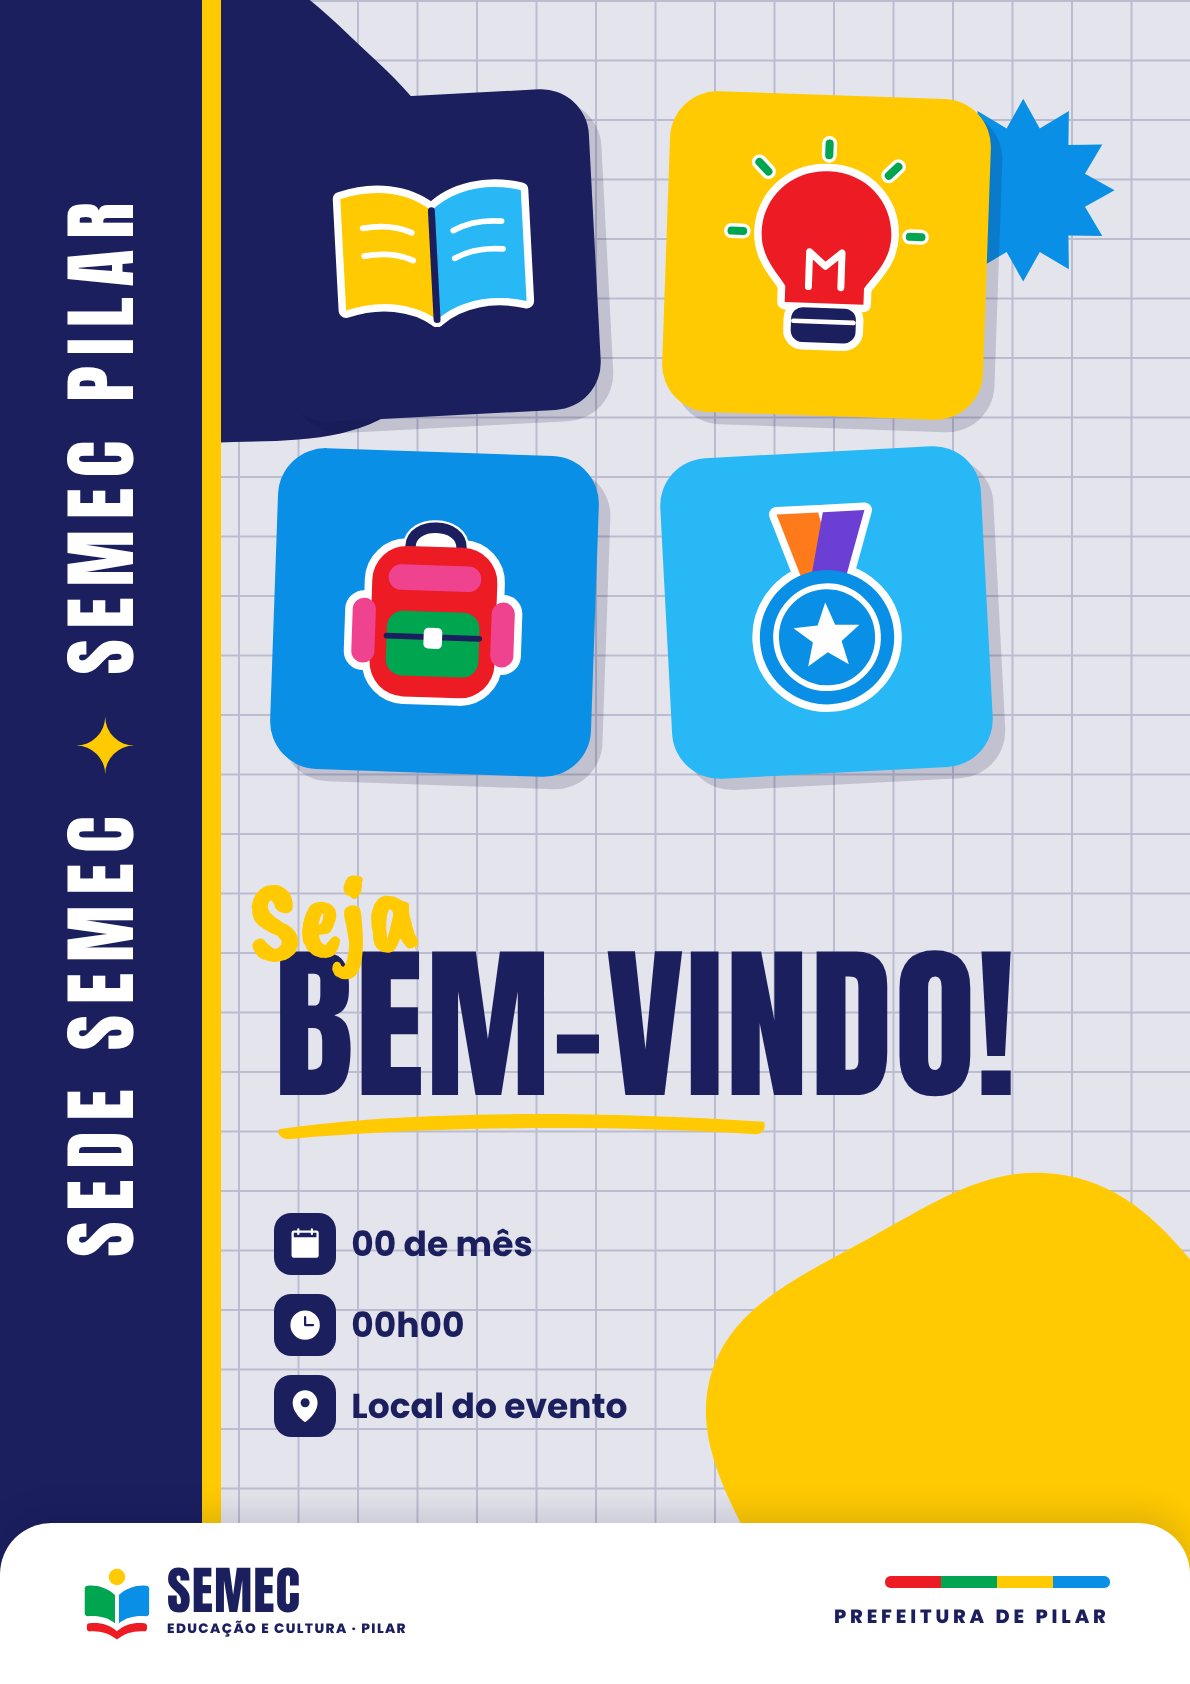 SEDE SEMEC ✦ SEMEC PILAR
Seja
BEM-VINDO!
00 de mês
00h00
Local do evento
SEMEC
EDUCAÇÃO E CULTURA · PILAR
PREFEITURA DE PILAR